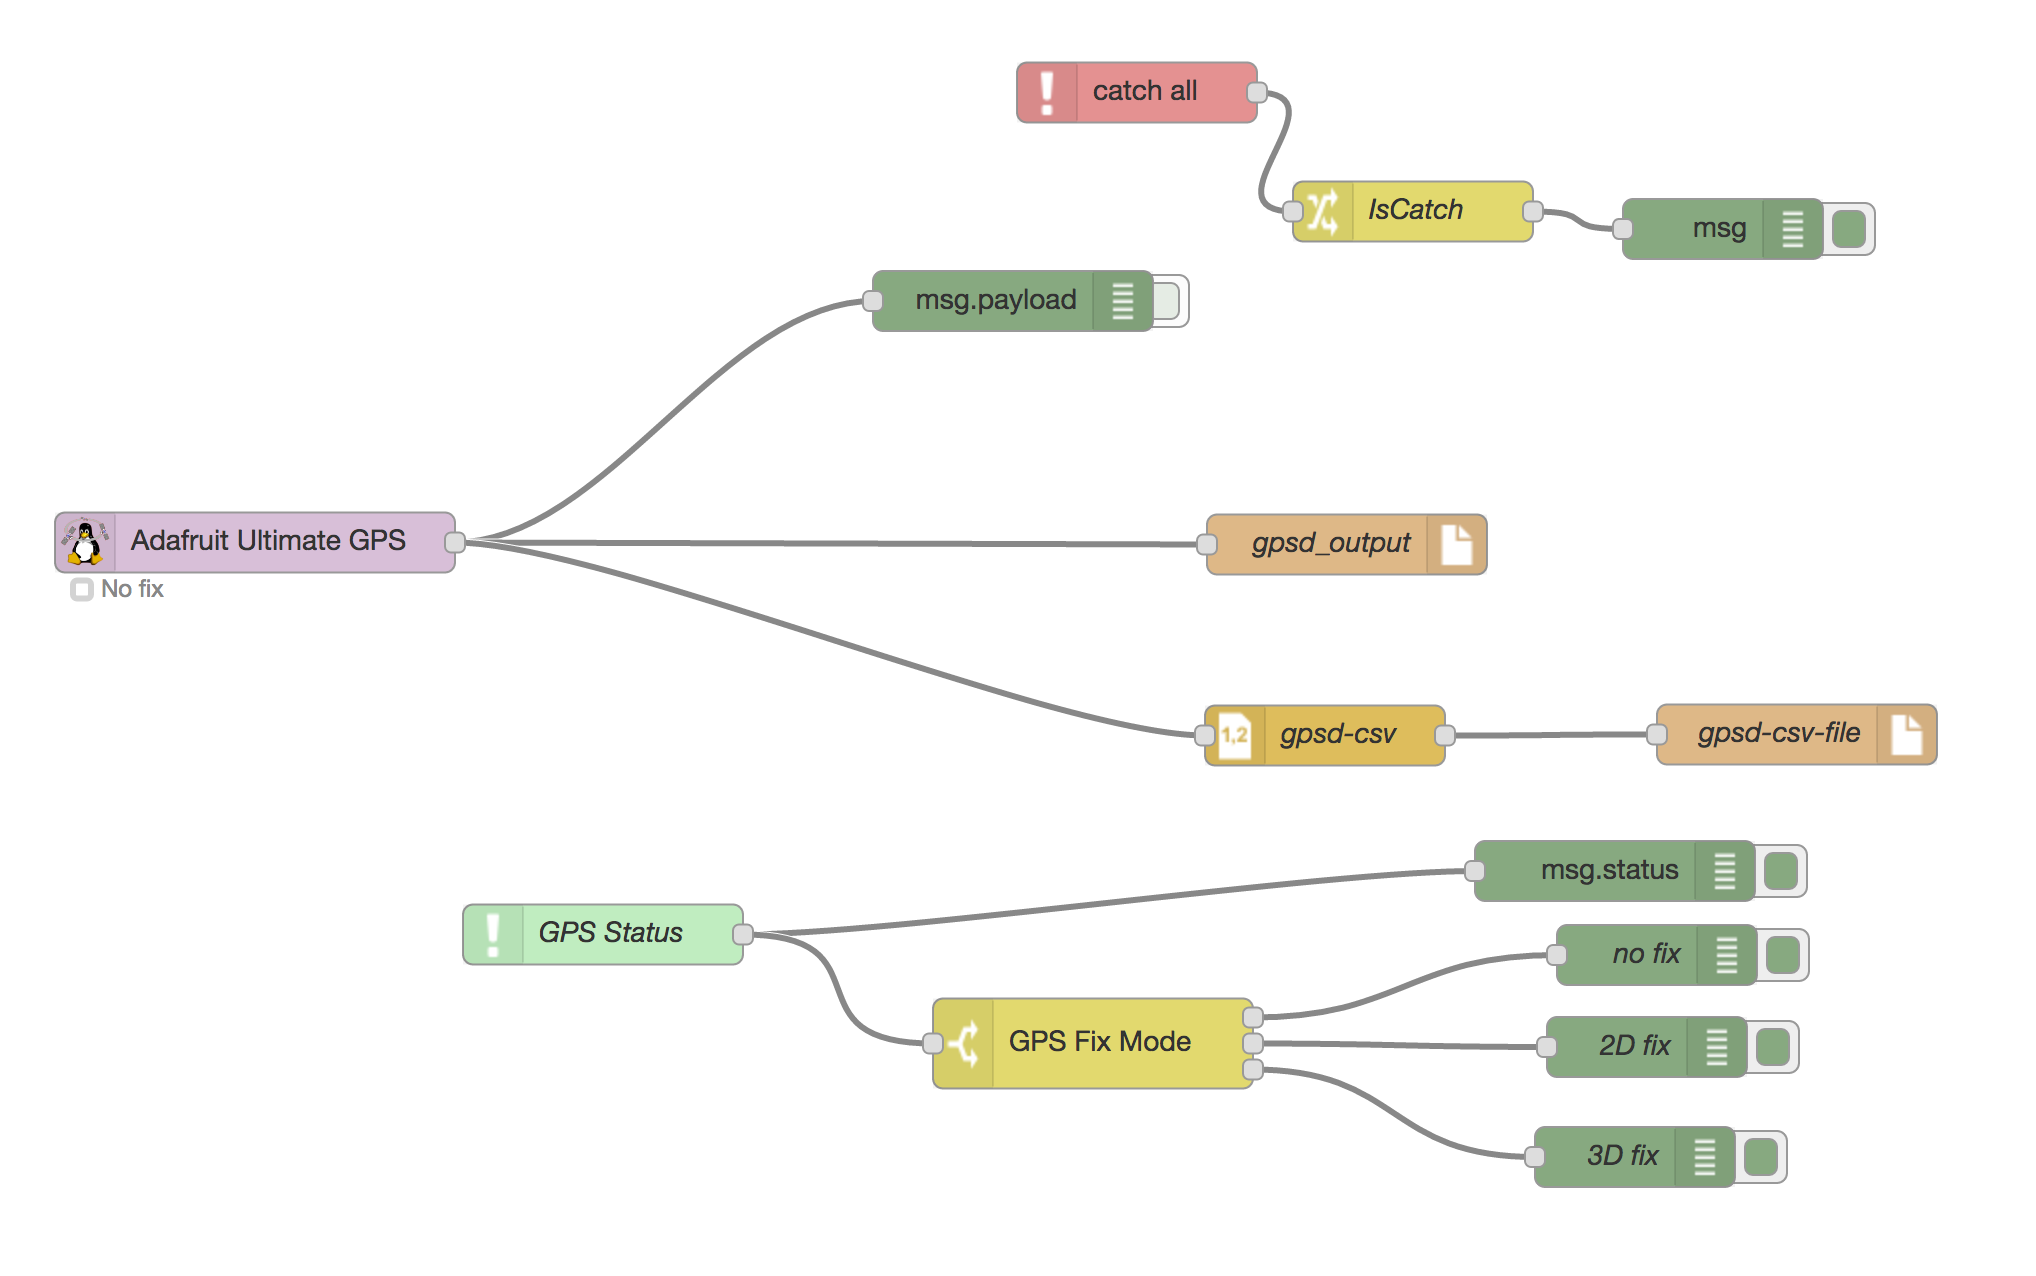 catch all
IsCatch
msg
msg.payload
Adafruit Ultimate GPS
No fix
gpsd_output
1,2
gpsd-csv
gpsd-csv-file
msg.status
GPS Status
no fix
GPS Fix Mode
2D fix
3D fix